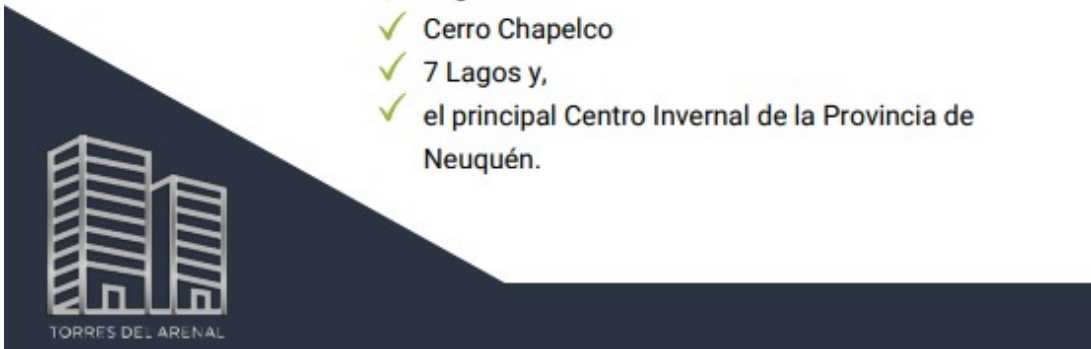 Cerro Chapelco
7 Lagos y,
el principal Centro Invernal de la Provincia de
Neuquén.
TORRES DEL ARENAL